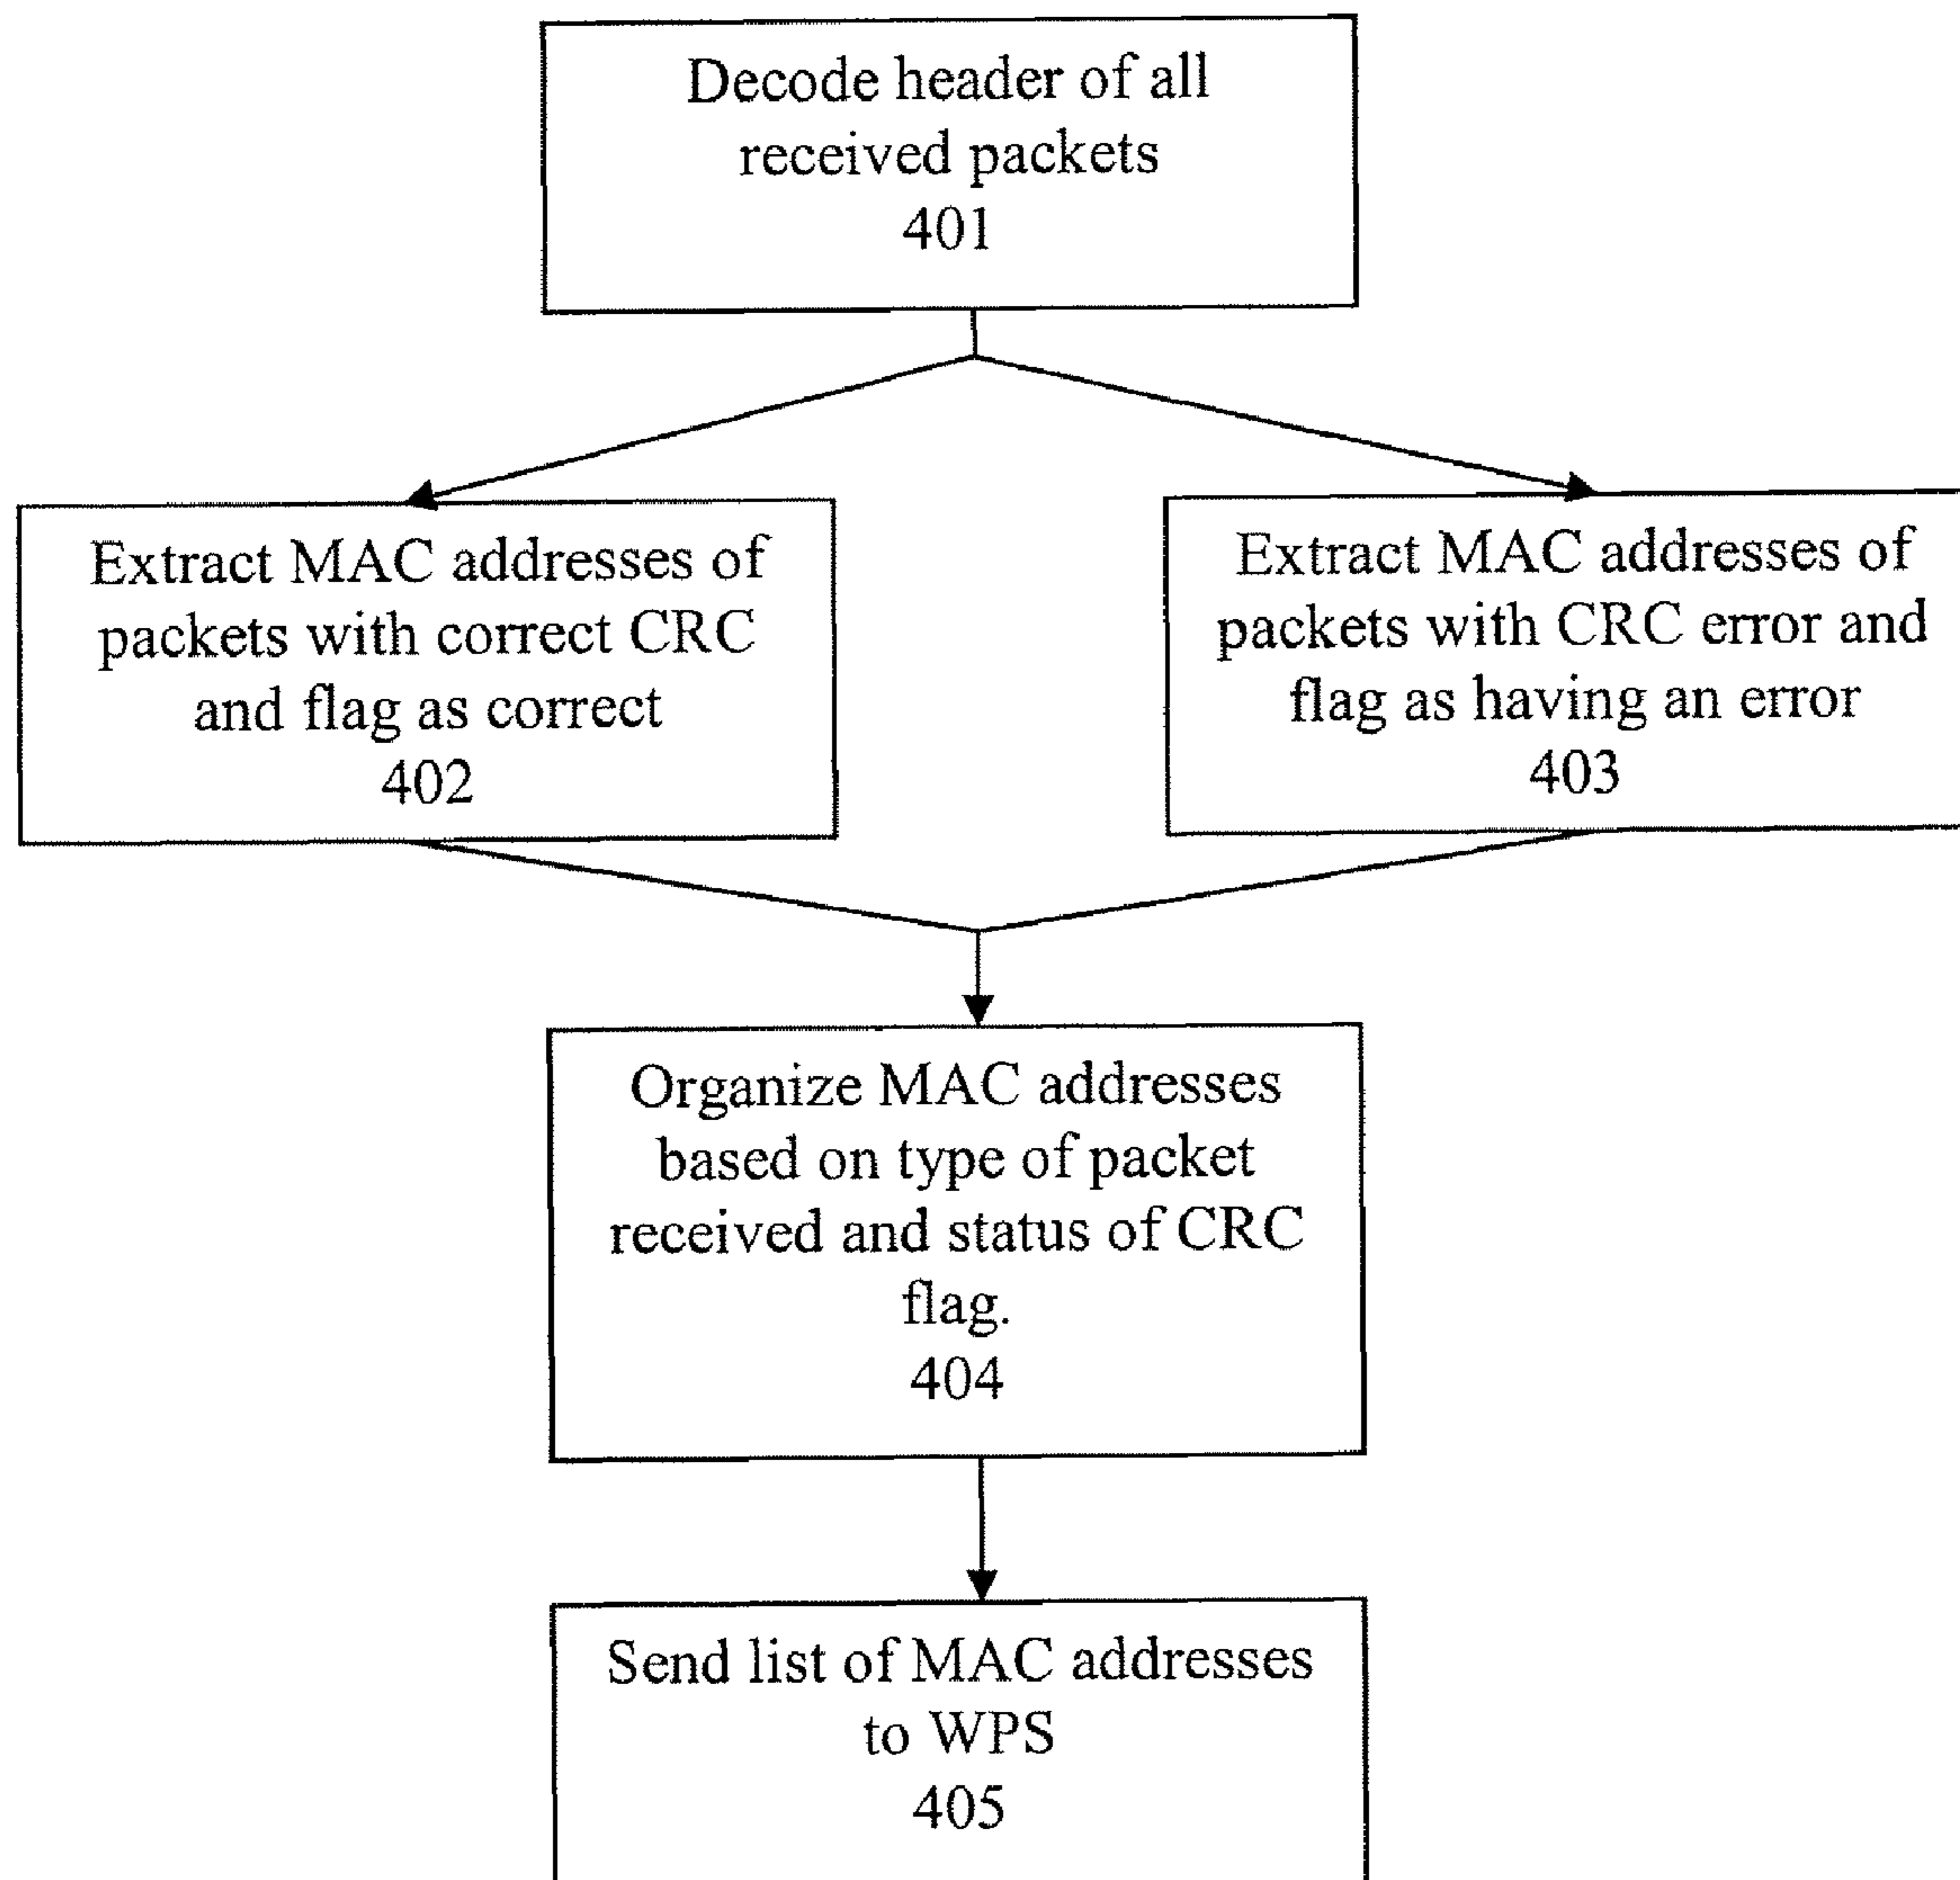 Decode header of all
received packets
401
Extract MAC addresses of
packets with correct CRC
and flag as correct
402
Extract MAC addresses of
packets with CRC error and
flag as having an error
403
Organize MAC addresses
based on type of packet
received and status of CRC
flag.
404
Send list of MAC addresses
to WPS
405